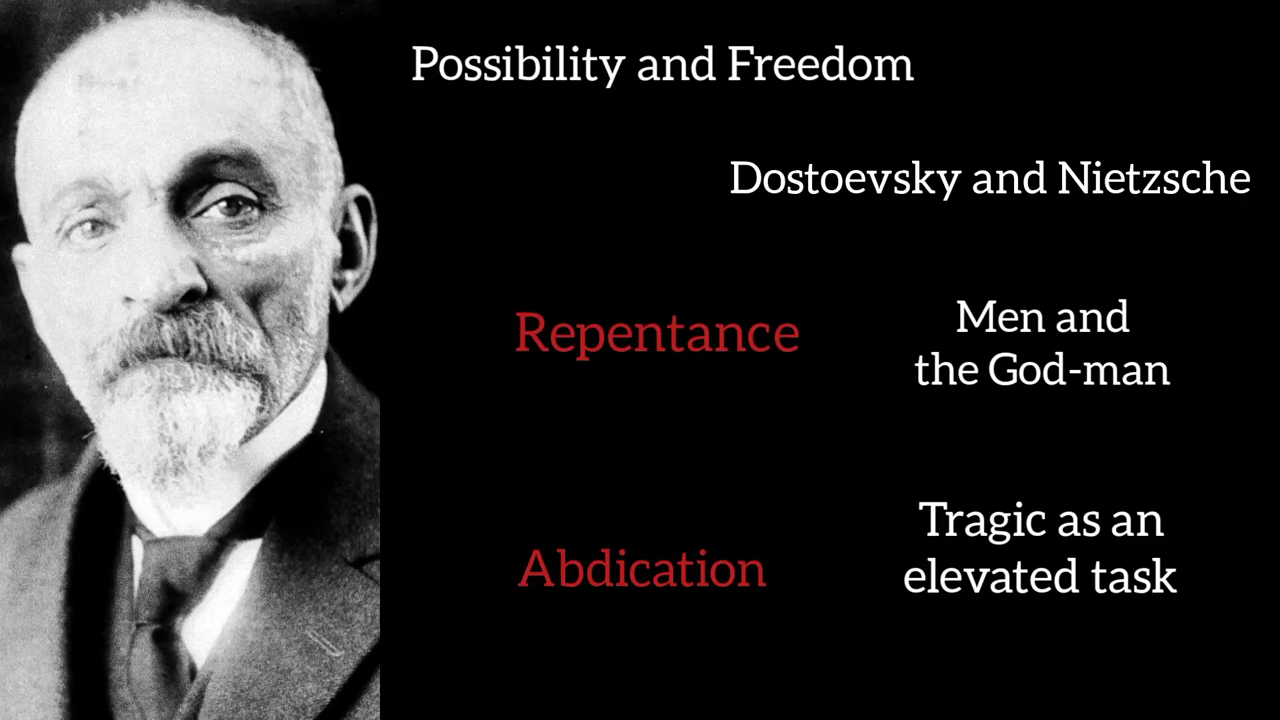 Possibility and Freedom
Dostoevsky and Nietzsche
Repentance
Men and
the God-man
Abdication
Tragic as an
elevated task